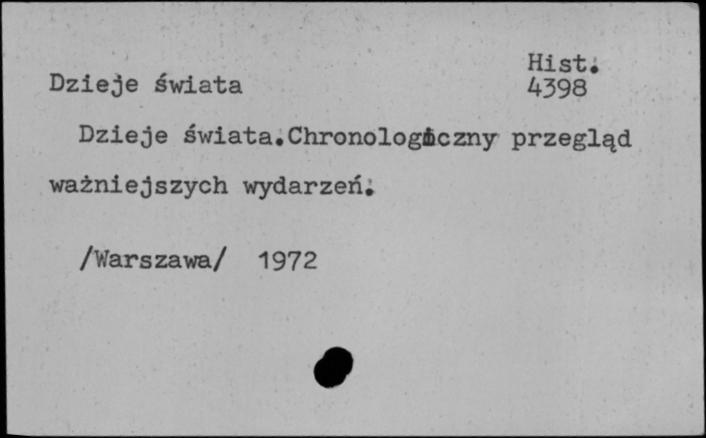 Hist.
Dzieje świata 4398
Dzieje świata.Chronologiczny przegląd
ważniejszych wydarzeń.
/Warszawa/ 1972